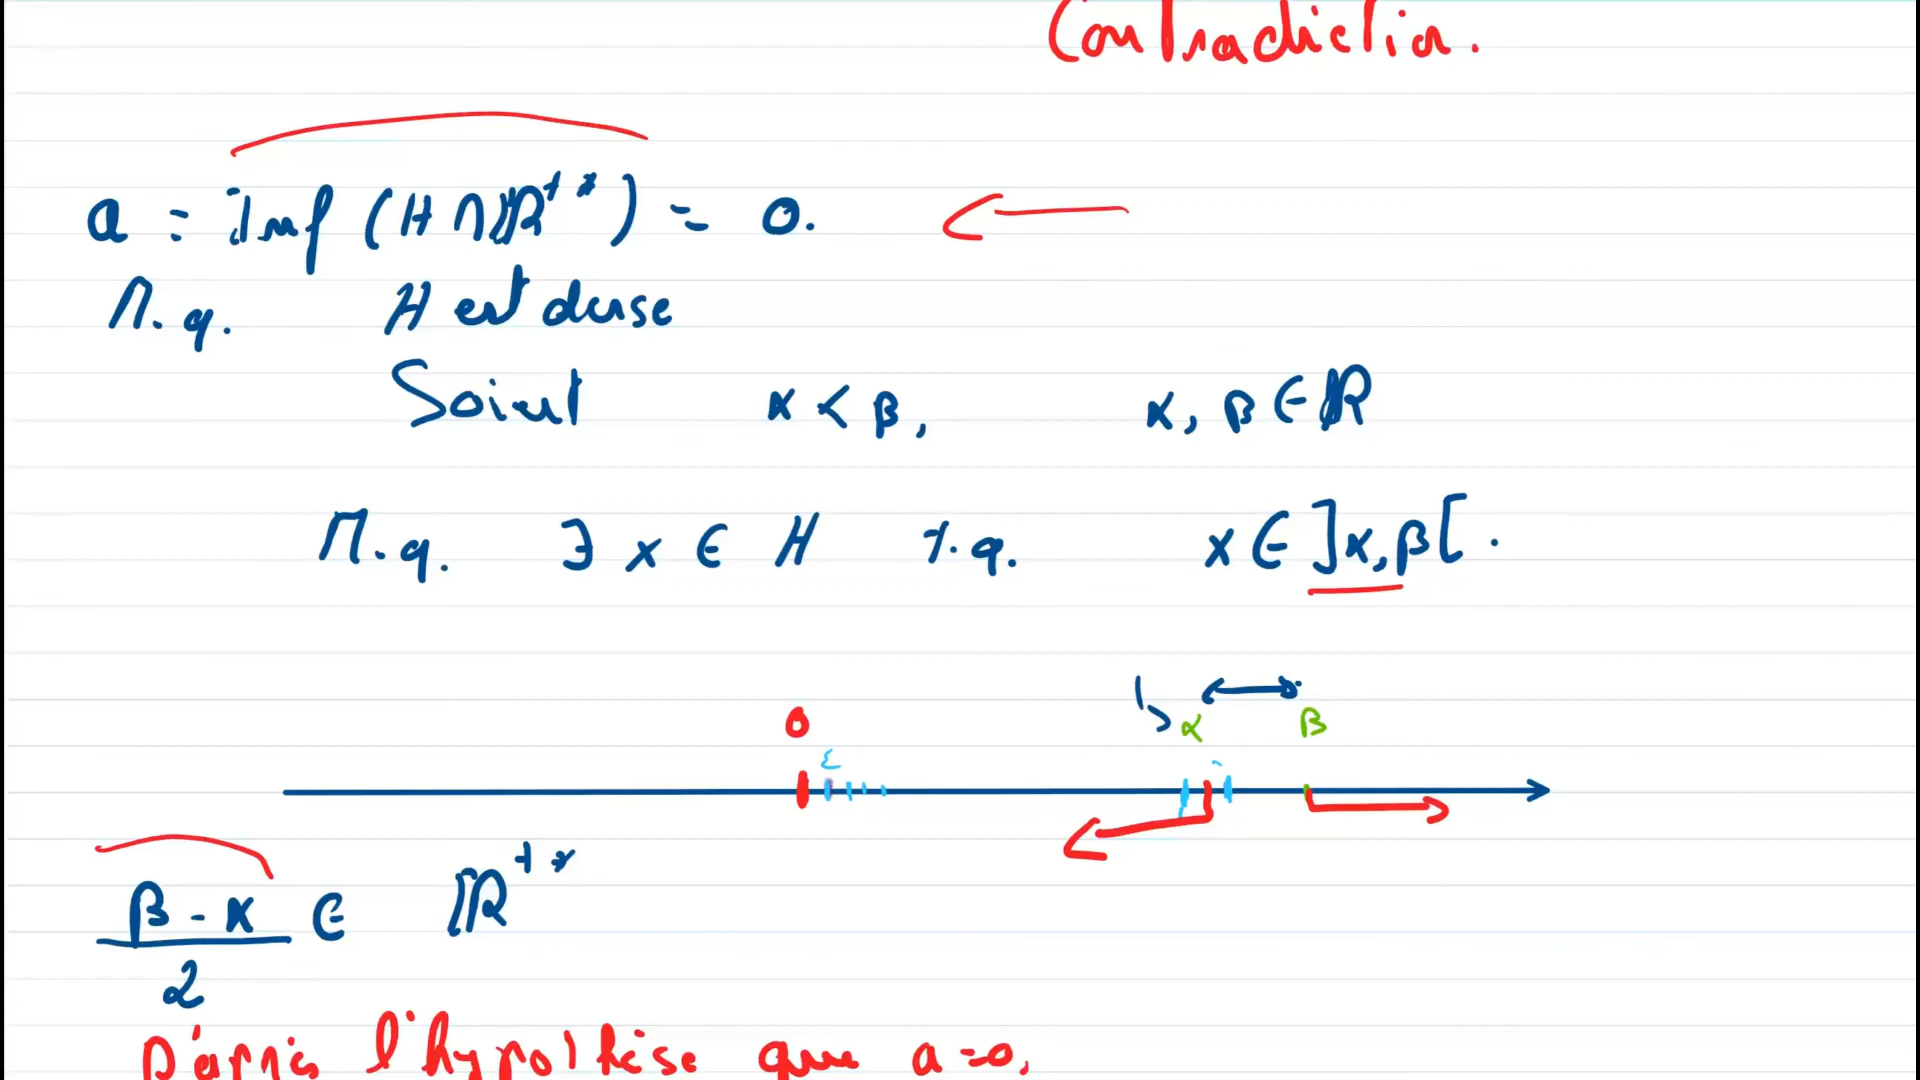 Contradiction.
a = inf (H ∩ ℝ⁺*) = 0.
M.q. H est dense
Soient α < β, α, β ∈ ℝ
M.q. ∃ x ∈ H t.q. x ∈ ]α, β[.
0 ε α β
β - α / 2 ∈ ℝ⁺*
D'après l'hypothèse que a=0,